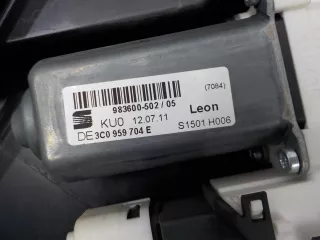 (7084)
983600-502 / 05
KU0 12.07.11 Leon
DE 3C0 959 704 E S1501.H006